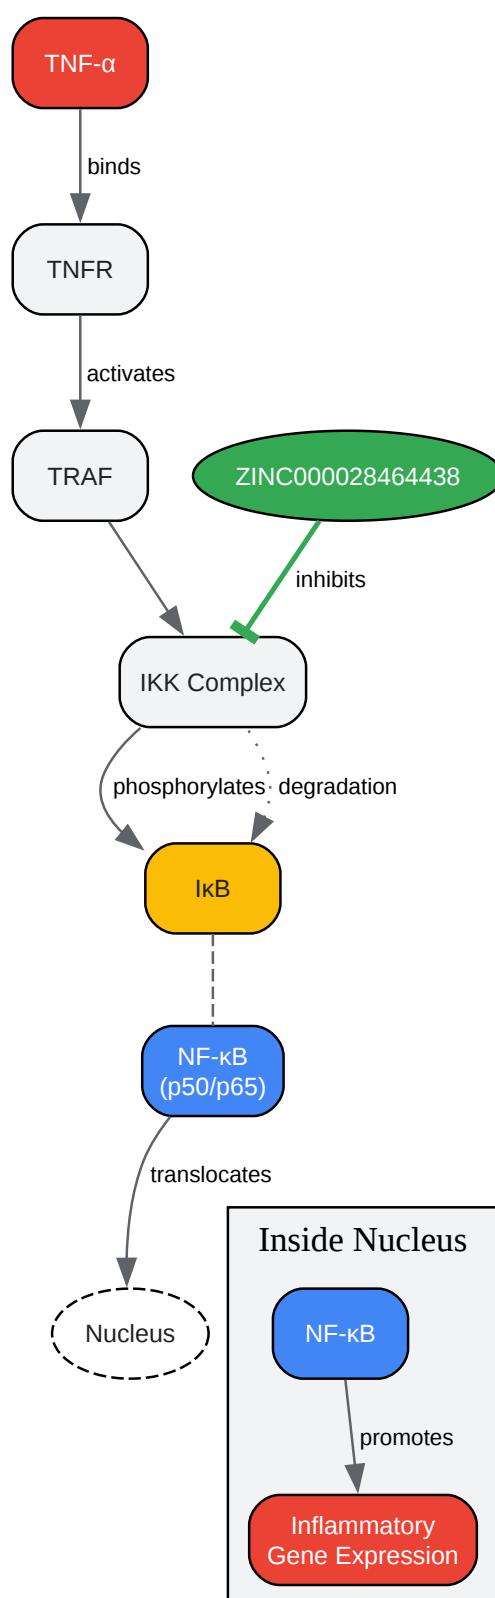 TNF-α
binds
TNFR
activates
TRAF
ZINC000028464438
inhibits
IKK Complex
phosphorylates
degradation
IκB
NF-κB
(p50/p65)
translocates
Nucleus
Inside Nucleus
NF-κB
promotes
Inflammatory
Gene Expression